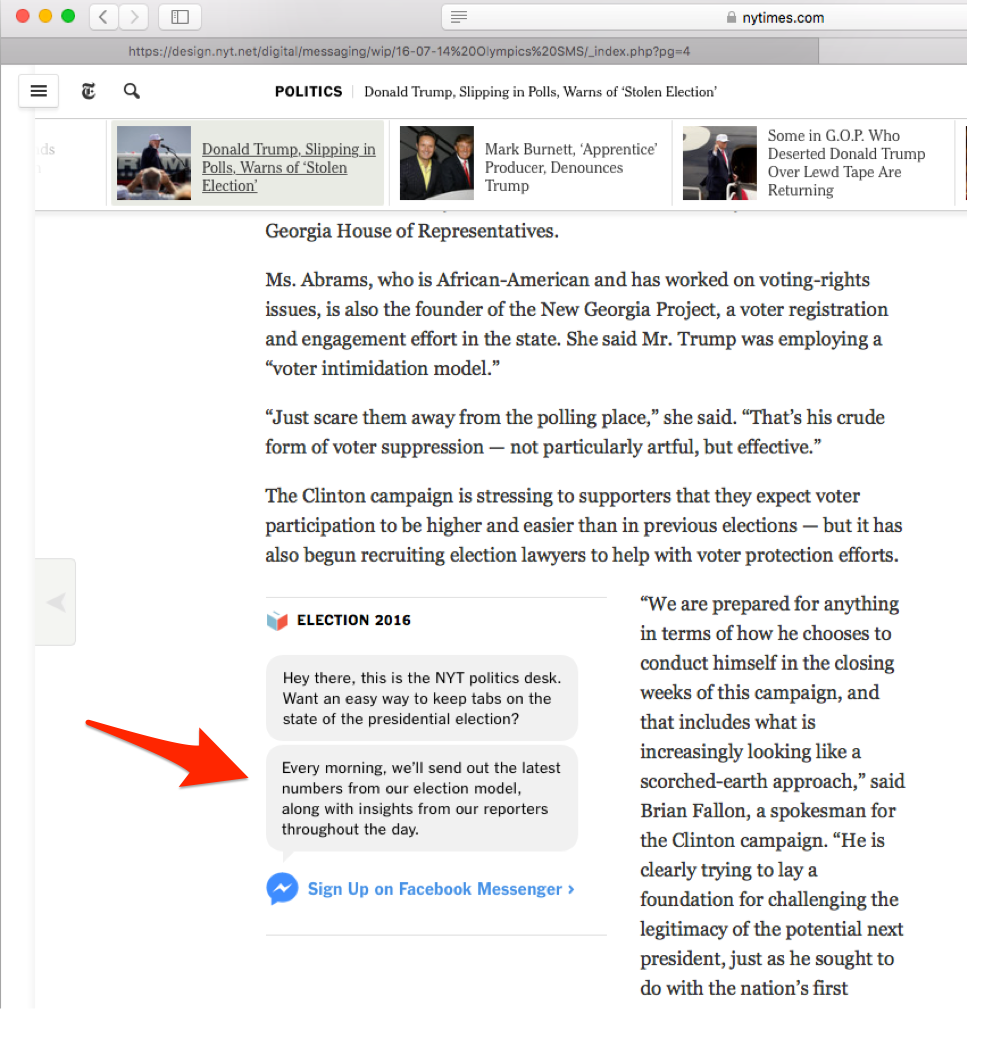 nytimes.com
https://design.nyt.net/digital/messaging/wip/16-07-14%20Olympics%20SMS/_index.php?pg=4
POLITICS Donald Trump, Slipping in Polls, Warns of ‘Stolen Election’
ds
Donald Trump, Slipping in
Polls, Warns of ‘Stolen
Election’
Mark Burnett, ‘Apprentice’
Producer, Denounces
Trump
Some in G.O.P. Who
Deserted Donald Trump
Over Lewd Tape Are
Returning
Georgia House of Representatives.
Ms. Abrams, who is African-American and has worked on voting-rights
issues, is also the founder of the New Georgia Project, a voter registration
and engagement effort in the state. She said Mr. Trump was employing a
“voter intimidation model.”
“Just scare them away from the polling place,” she said. “That’s his crude
form of voter suppression — not particularly artful, but effective.”
The Clinton campaign is stressing to supporters that they expect voter
participation to be higher and easier than in previous elections — but it has
also begun recruiting election lawyers to help with voter protection efforts.
ELECTION 2016
Hey there, this is the NYT politics desk.
Want an easy way to keep tabs on the
state of the presidential election?
Every morning, we’ll send out the latest
numbers from our election model,
along with insights from our reporters
throughout the day.
Sign Up on Facebook Messenger ›
“We are prepared for anything
in terms of how he chooses to
conduct himself in the closing
weeks of this campaign, and
that includes what is
increasingly looking like a
scorched-earth approach,” said
Brian Fallon, a spokesman for
the Clinton campaign. “He is
clearly trying to lay a
foundation for challenging the
legitimacy of the potential next
president, just as he sought to
do with the nation’s first